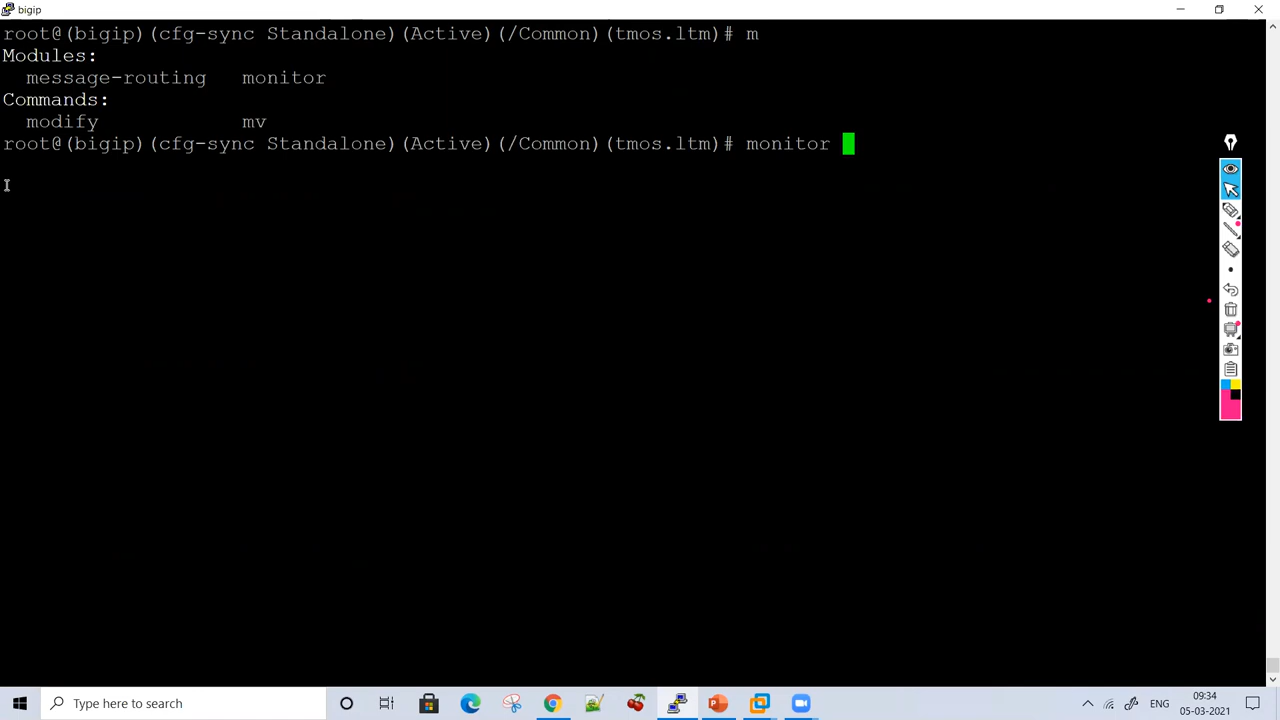 bigip
root@(bigip)(cfg-sync Standalone)(Active)(/Common)(tmos.ltm)# m
Modules:
message-routing monitor
Commands:
modify mv
root@(bigip)(cfg-sync Standalone)(Active)(/Common)(tmos.ltm)# monitor
Type here to search
ENG
09:34
05-03-2021